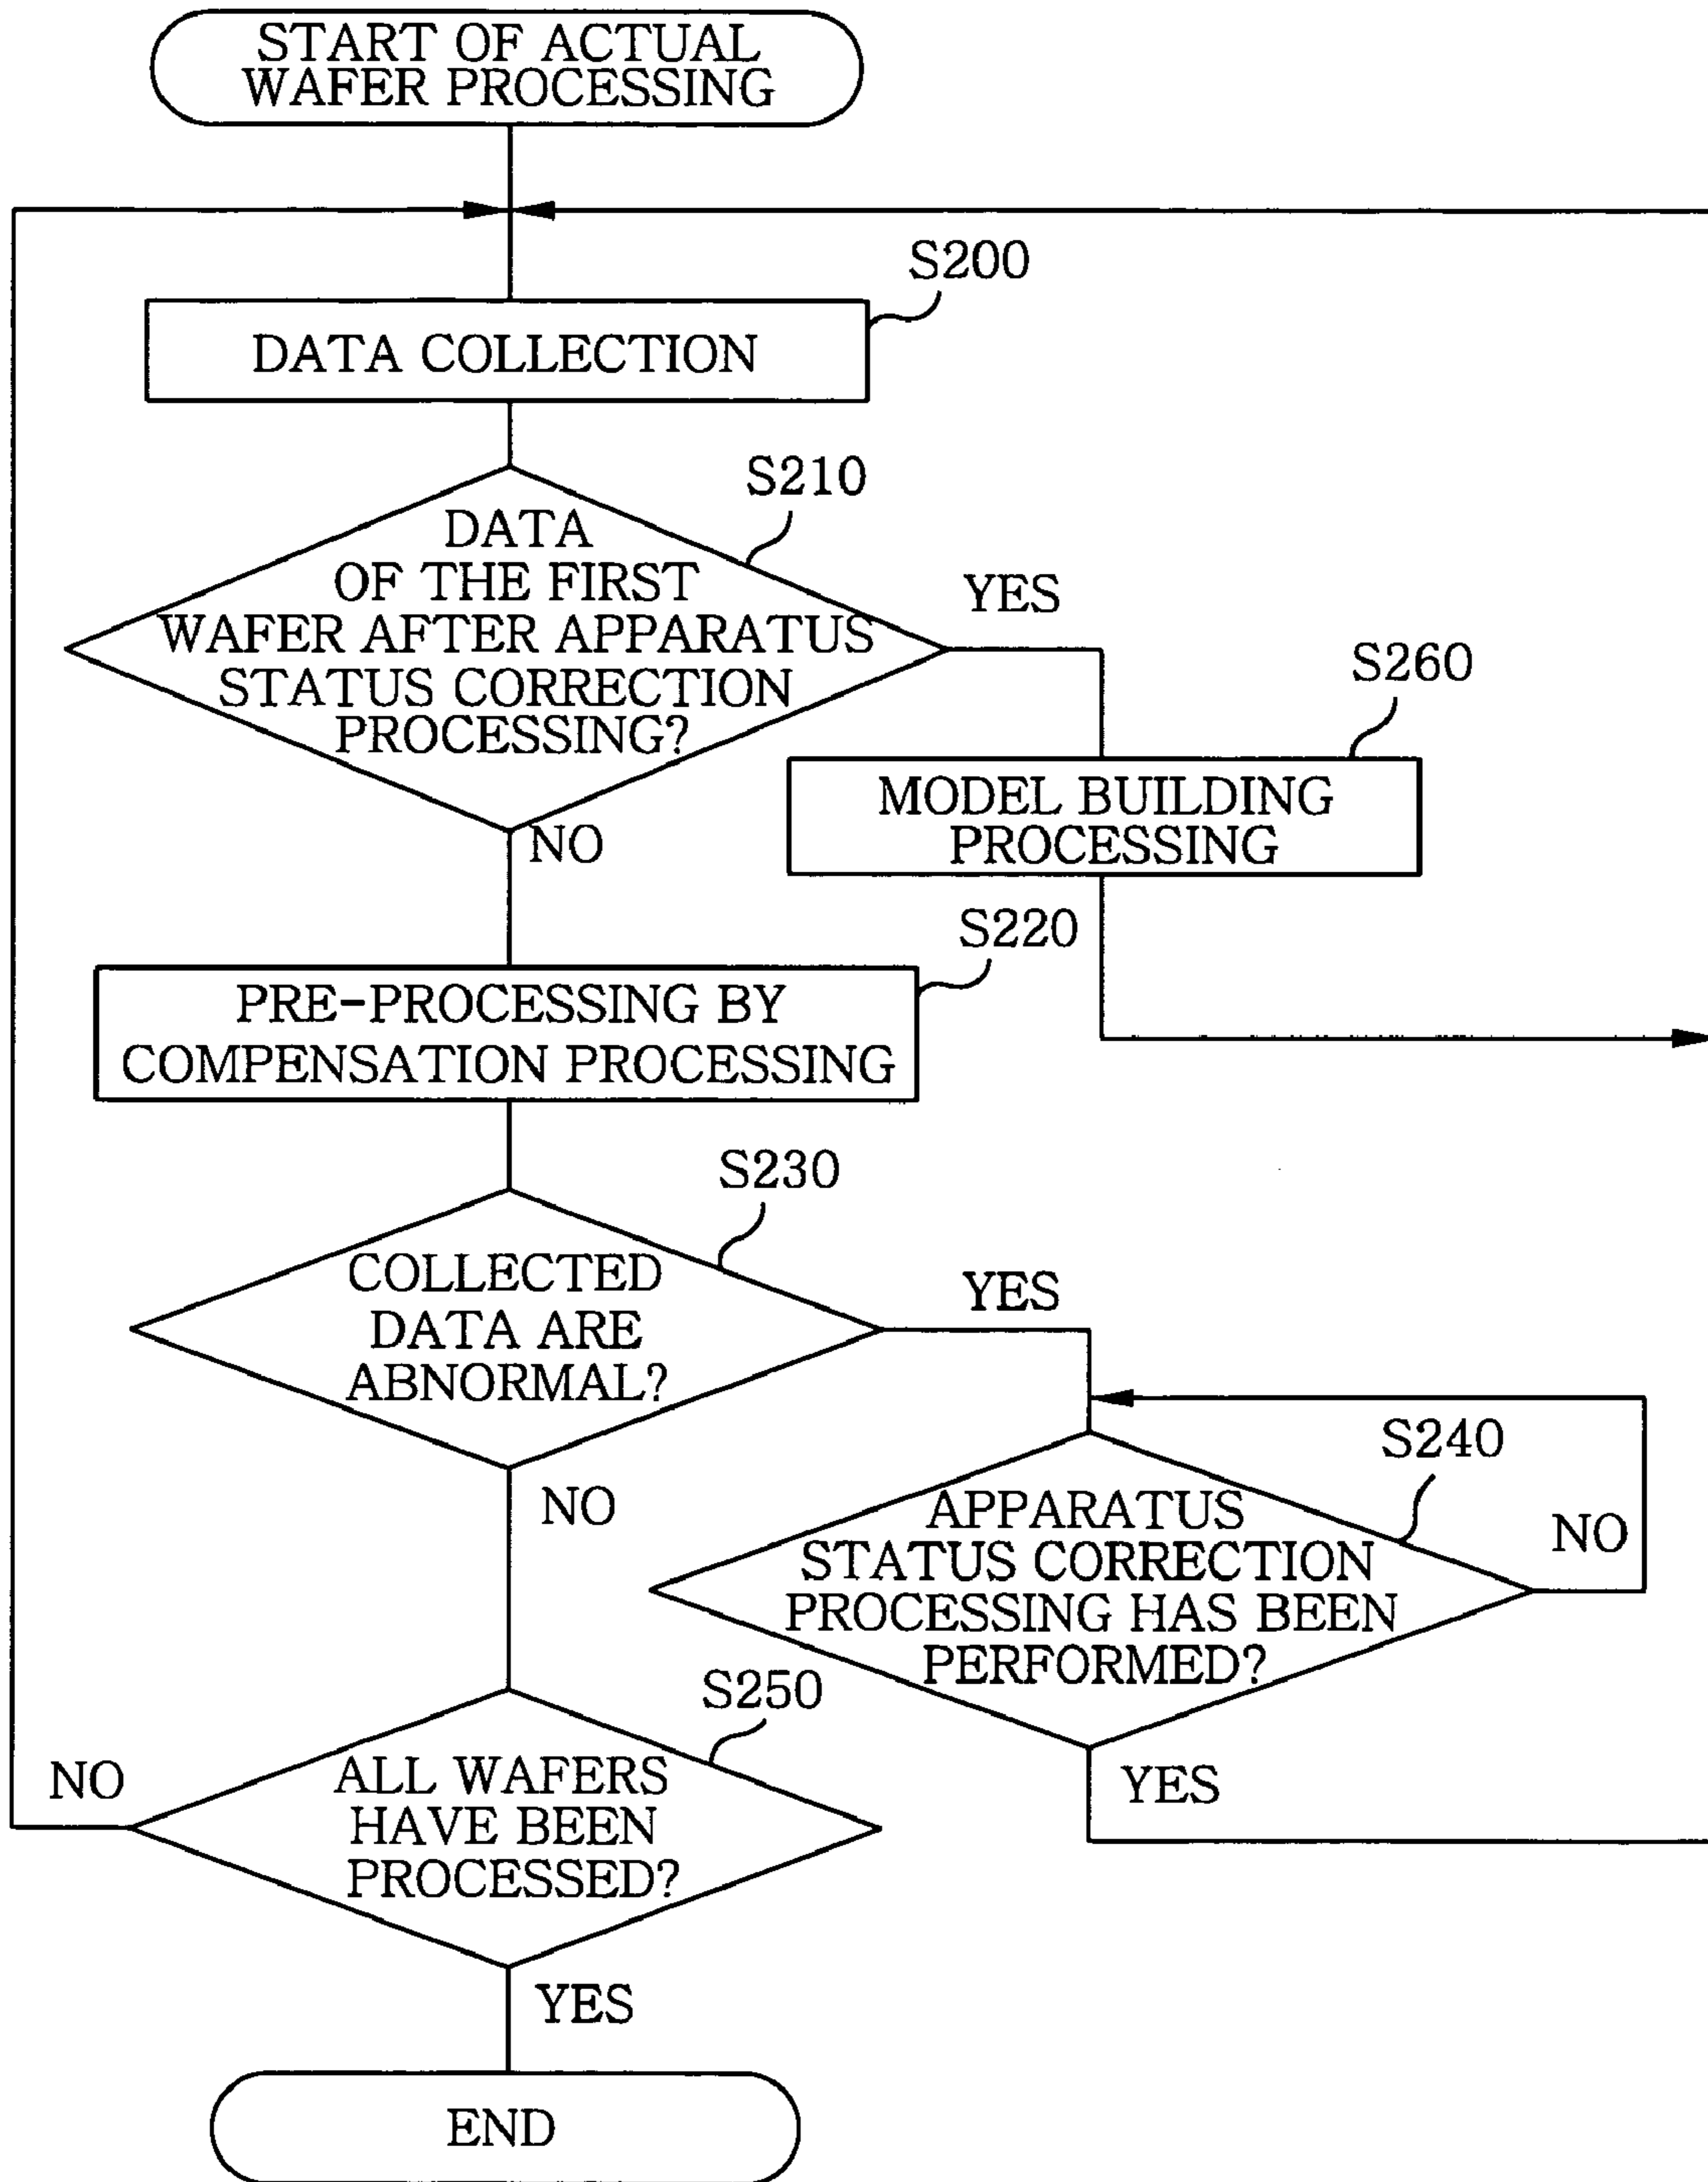 START OF ACTUAL
WAFER PROCESSING
S200
DATA COLLECTION
S210
DATA
OF THE FIRST
WAFER AFTER APPARATUS
STATUS CORRECTION
PROCESSING?
YES
NO
S260
MODEL BUILDING
PROCESSING
S220
PRE-PROCESSING BY
COMPENSATION PROCESSING
S230
COLLECTED
DATA ARE
ABNORMAL?
YES
NO
S240
APPARATUS
STATUS CORRECTION
PROCESSING HAS BEEN
PERFORMED?
NO
YES
S250
ALL WAFERS
HAVE BEEN
PROCESSED?
NO
YES
END